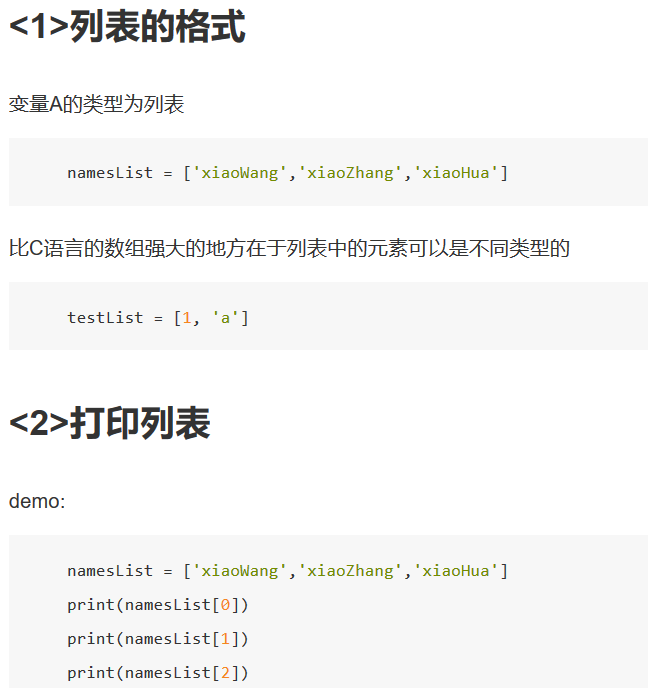 <1>列表的格式
变量A的类型为列表
namesList = ['xiaoWang','xiaoZhang','xiaoHua']
比C语言的数组强大的地方在于列表中的元素可以是不同类型的
testList = [1, 'a']
<2>打印列表
demo:
namesList = ['xiaoWang','xiaoZhang','xiaoHua']
print(namesList[0])
print(namesList[1])
print(namesList[2])